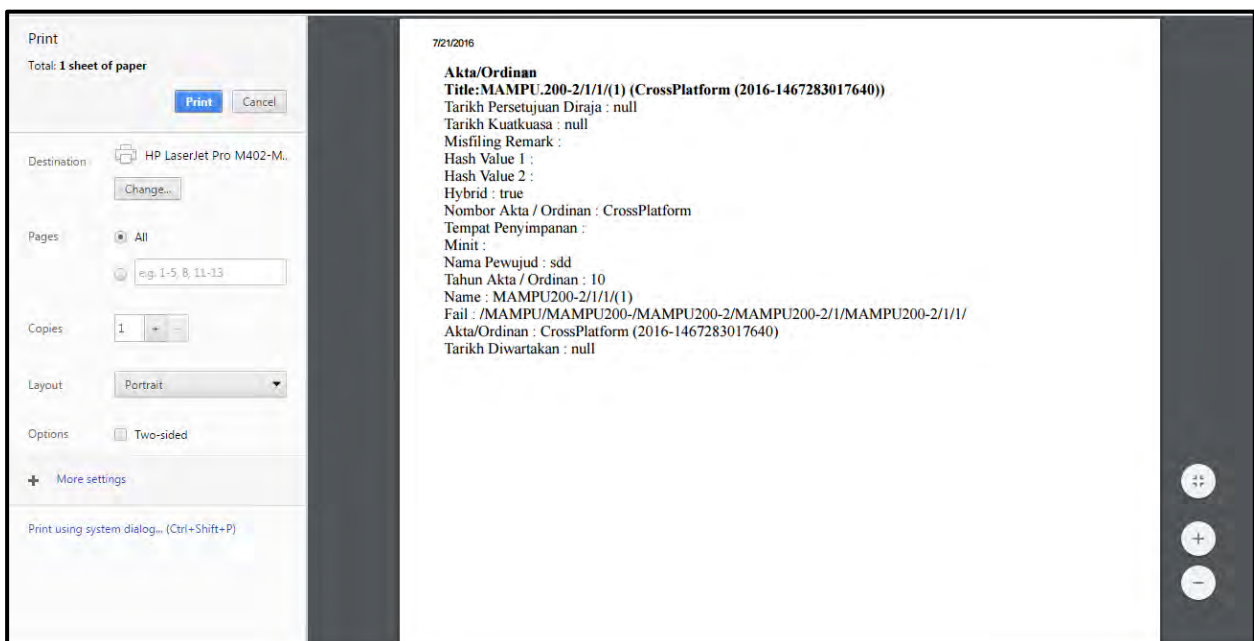 Print
Total: 1 sheet of paper
Print Cancel
Destination HP LaserJet Pro M402-M..
Change...
Pages All
e.g. 1-5, 8, 11-13
Copies 1 + -
Layout Portrait
Options Two-sided
+ More settings
Print using system dialog... (Ctrl+Shift+P)
7/21/2016
Akta/Ordinan
Title:MAMPU.200-2/1/1/(1) (CrossPlatform (2016-1467283017640))
Tarikh Persetujuan Diraja : null
Tarikh Kuatkuasa : null
Misfiling Remark :
Hash Value 1 :
Hash Value 2 :
Hybrid : true
Nombor Akta / Ordinan : CrossPlatform
Tempat Penyimpanan :
Minit :
Nama Pewujud : sdd
Tahun Akta / Ordinan : 10
Name : MAMPU200-2/1/1/(1)
Fail : /MAMPU/MAMPU200-/MAMPU200-2/MAMPU200-2/1/MAMPU200-2/1/1/
Akta/Ordinan : CrossPlatform (2016-1467283017640)
Tarikh Diwartakan : null
+
-